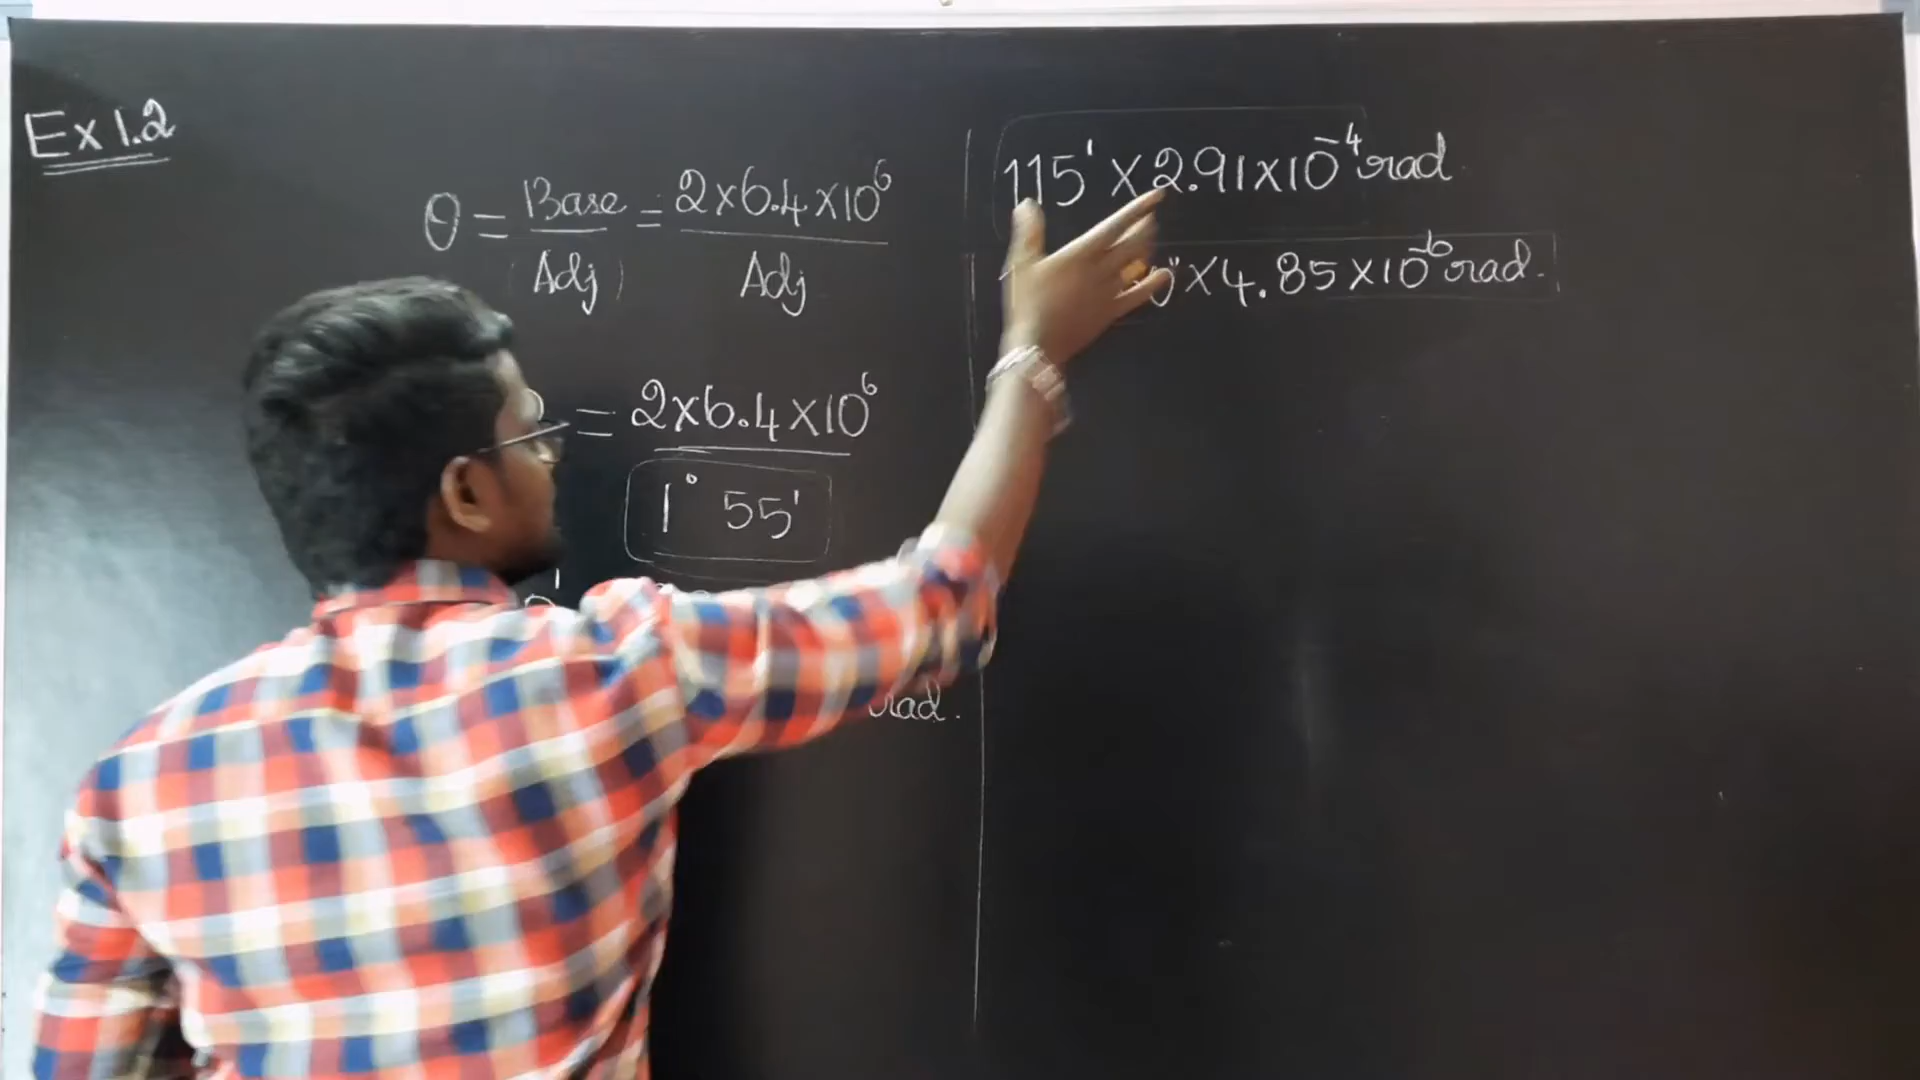 Ex 1.2
θ = Base / Adj = 2×6.4×10⁶ / Adj
= 2×6.4×10⁶
1° 55'
rad.
115' × 2.91×10⁻⁴ rad
" × 4.85×10⁻⁶ rad.